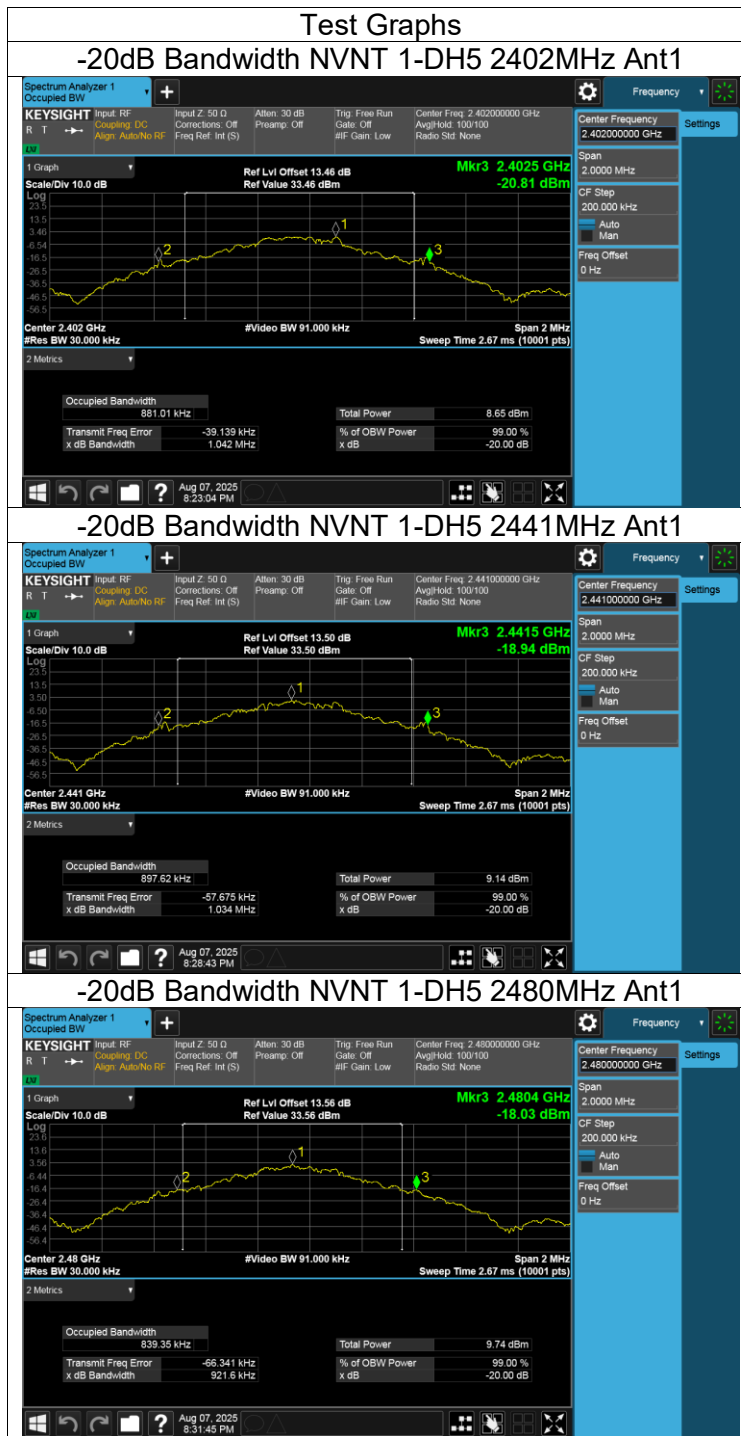 Test Graphs
-20dB Bandwidth NVNT 1-DH5 2402MHz Ant1
Spectrum Analyzer 1
Occupied BW
Frequency
KEYSIGHT Input: RF Input Z: 50 Ω Atten: 30 dB Trig: Free Run Center Freq: 2.402000000 GHz
R T Coupling: DC Corrections: Off Preamp: Off Gate: Off Avg|Hold: 100/100
Align: Auto/No RF Freq Ref: Int (S) #IF Gain: Low Radio Std: None
LXI
Center Frequency
2.402000000 GHz
Settings
Span
2.0000 MHz
CF Step
200.000 kHz
Auto
Man
Freq Offset
0 Hz
1 Graph
Ref Lvl Offset 13.46 dB
Mkr3 2.4025 GHz
Scale/Div 10.0 dB
Ref Value 33.46 dBm
-20.81 dBm
Log
23.5
13.5
3.46
-6.54
-16.5
-26.5
-36.5
-46.5
-56.5
1
2
3
Center 2.402 GHz #Video BW 91.000 kHz Span 2 MHz
#Res BW 30.000 kHz Sweep Time 2.67 ms (10001 pts)
2 Metrics
Occupied Bandwidth
881.01 kHz Total Power 8.65 dBm
Transmit Freq Error -39.139 kHz % of OBW Power 99.00 %
x dB Bandwidth 1.042 MHz x dB -20.00 dB
Aug 07, 2025
8:23:04 PM
-20dB Bandwidth NVNT 1-DH5 2441MHz Ant1
Spectrum Analyzer 1
Occupied BW
Frequency
KEYSIGHT Input: RF Input Z: 50 Ω Atten: 30 dB Trig: Free Run Center Freq: 2.441000000 GHz
R T Coupling: DC Corrections: Off Preamp: Off Gate: Off Avg|Hold: 100/100
Align: Auto/No RF Freq Ref: Int (S) #IF Gain: Low Radio Std: None
LXI
Center Frequency
2.441000000 GHz
Settings
Span
2.0000 MHz
CF Step
200.000 kHz
Auto
Man
Freq Offset
0 Hz
1 Graph
Ref Lvl Offset 13.50 dB
Mkr3 2.4415 GHz
Scale/Div 10.0 dB
Ref Value 33.50 dBm
-18.94 dBm
Log
23.5
13.5
3.50
-6.50
-16.5
-26.5
-36.5
-46.5
-56.5
1
2
3
Center 2.441 GHz #Video BW 91.000 kHz Span 2 MHz
#Res BW 30.000 kHz Sweep Time 2.67 ms (10001 pts)
2 Metrics
Occupied Bandwidth
897.62 kHz Total Power 9.14 dBm
Transmit Freq Error -57.675 kHz % of OBW Power 99.00 %
x dB Bandwidth 1.034 MHz x dB -20.00 dB
Aug 07, 2025
8:28:43 PM
-20dB Bandwidth NVNT 1-DH5 2480MHz Ant1
Spectrum Analyzer 1
Occupied BW
Frequency
KEYSIGHT Input: RF Input Z: 50 Ω Atten: 30 dB Trig: Free Run Center Freq: 2.480000000 GHz
R T Coupling: DC Corrections: Off Preamp: Off Gate: Off Avg|Hold: 100/100
Align: Auto/No RF Freq Ref: Int (S) #IF Gain: Low Radio Std: None
LXI
Center Frequency
2.480000000 GHz
Settings
Span
2.0000 MHz
CF Step
200.000 kHz
Auto
Man
Freq Offset
0 Hz
1 Graph
Ref Lvl Offset 13.56 dB
Mkr3 2.4804 GHz
Scale/Div 10.0 dB
Ref Value 33.56 dBm
-18.03 dBm
Log
23.6
13.6
3.56
-6.44
-16.4
-26.4
-36.4
-46.4
-56.4
1
2
3
Center 2.48 GHz #Video BW 91.000 kHz Span 2 MHz
#Res BW 30.000 kHz Sweep Time 2.67 ms (10001 pts)
2 Metrics
Occupied Bandwidth
839.35 kHz Total Power 9.74 dBm
Transmit Freq Error -66.341 kHz % of OBW Power 99.00 %
x dB Bandwidth 921.6 kHz x dB -20.00 dB
Aug 07, 2025
8:31:45 PM